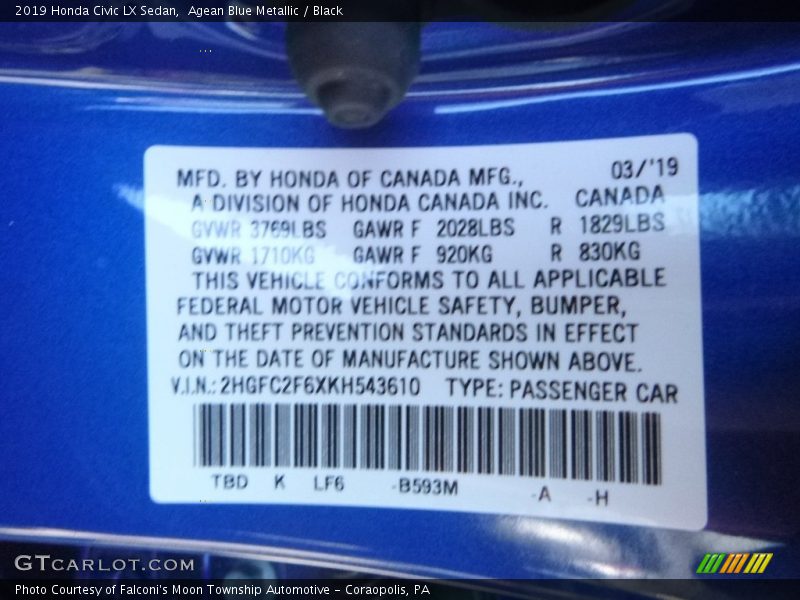 2019 Honda Civic LX Sedan,  Agean Blue Metallic / Black
MFD. BY HONDA OF CANADA MFG., 03/'19
A DIVISION OF HONDA CANADA INC. CANADA
GVWR 3769LBS GAWR F 2028LBS R 1829LBS
GVWR 1710KG GAWR F 920KG R 830KG
THIS VEHICLE CONFORMS TO ALL APPLICABLE
FEDERAL MOTOR VEHICLE SAFETY, BUMPER,
AND THEFT PREVENTION STANDARDS IN EFFECT
ON THE DATE OF MANUFACTURE SHOWN ABOVE.
V.I.N.: 2HGFC2F6XKH543610 TYPE: PASSENGER CAR
TBD K LF6 -B593M -A -H
GTCARLOT.COM
Photo Courtesy of Falconi's Moon Township Automotive - Coraopolis, PA